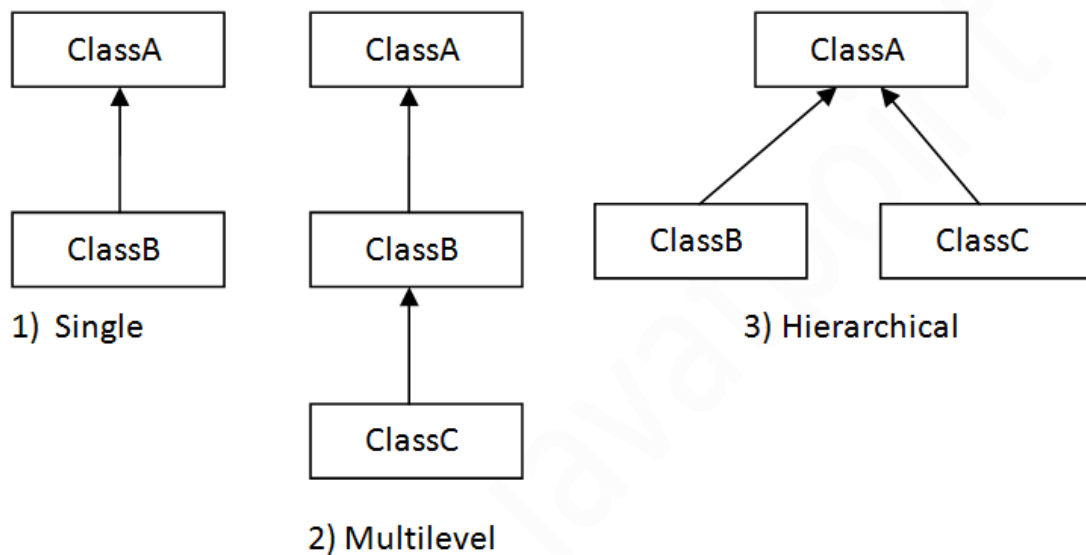 ClassA
ClassB
1) Single
ClassA
ClassB
ClassC
2) Multilevel
ClassA
ClassB
ClassC
3) Hierarchical